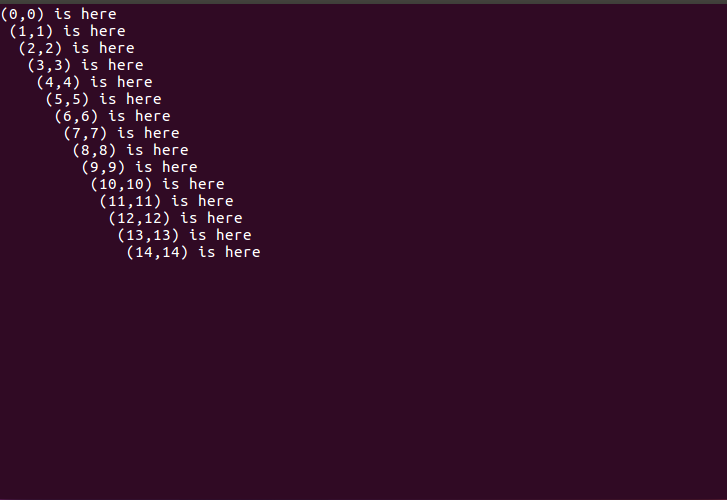 (0,0) is here
(1,1) is here
(2,2) is here
(3,3) is here
(4,4) is here
(5,5) is here
(6,6) is here
(7,7) is here
(8,8) is here
(9,9) is here
(10,10) is here
(11,11) is here
(12,12) is here
(13,13) is here
(14,14) is here